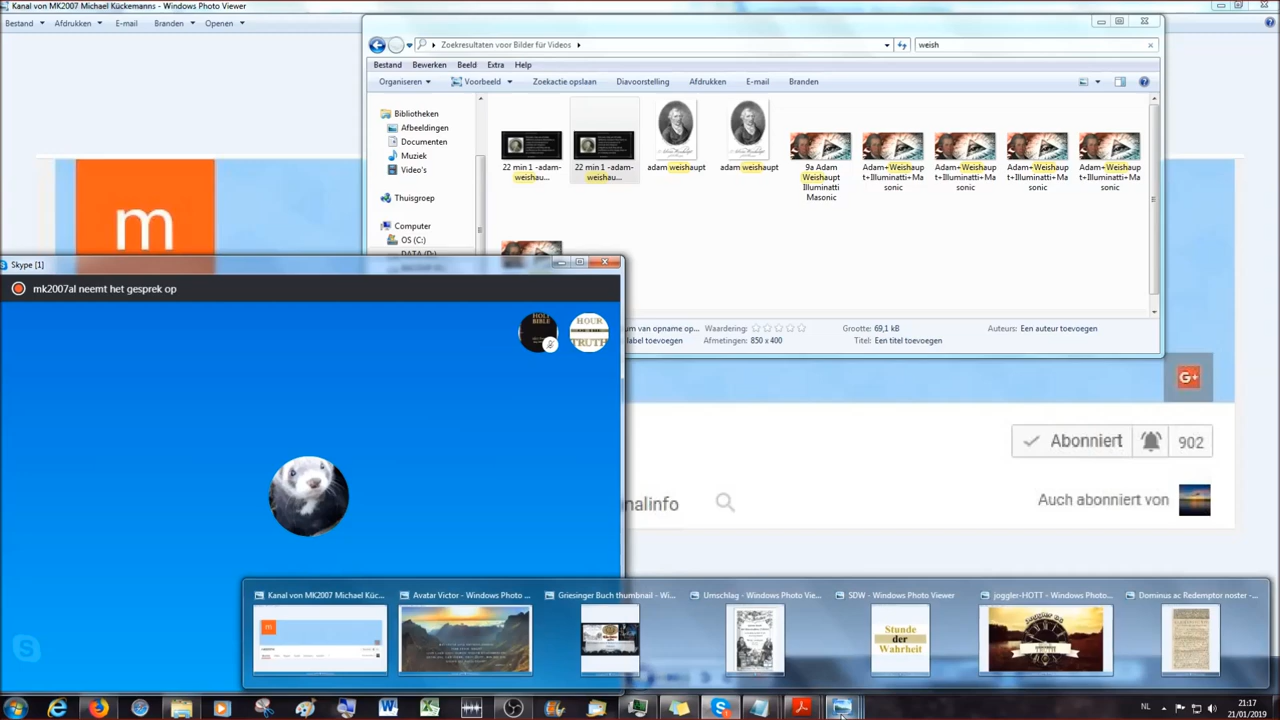 Kanal von MK2007 Michael Kückemanns - Windows Photo Viewer
Bestand Afdrukken E-mail Branden Openen
Zoekresultaten voor Bilder für Videos
weish
Bestand Bewerken Beeld Extra Help
Organiseren Voorbeeld Zoekactie opslaan Diavoorstelling Afdrukken E-mail Branden
Bibliotheken
Afbeeldingen
Documenten
Muziek
Video's
Thuisgroep
Computer
OS (C:)
DATA (D:)
22 min 1 -adam-weishau...
22 min 1 -adam-weishau...
adam weishaupt
adam weishaupt
9a Adam Weishaupt Illuminatti Masonic
Adam+Weishaupt+Illuminatti+Masonic
Adam+Weishaupt+Illuminatti+Masonic
Adam+Weishaupt+Illuminatti+Masonic
Adam+Weishaupt+Illuminatti+Masonic
m
Skype [1]
mk2007al neemt het gesprek op
HOLY BIBLE
HOUR
TRUTH
um van opname op... Waardering: Grootte: 69,1 kB Auteurs: Een auteur toevoegen
label toevoegen Afmetingen: 850 x 400 Titel: Een titel toevoegen
G+
Abonniert 902
nalinfo
Auch abonniert von
Kanal von MK2007 Michael Küc... Avatar Victor - Windows Photo ... Griesinger Buch thumbnail - Wi... Umschlag - Windows Photo Vie... SDW - Windows Photo Viewer joggler-HOTT - Windows Photo... Dominus ac Redemptor noster -...
m
Stunde
der
Wahrheit
NL 21:17
21/01/2019